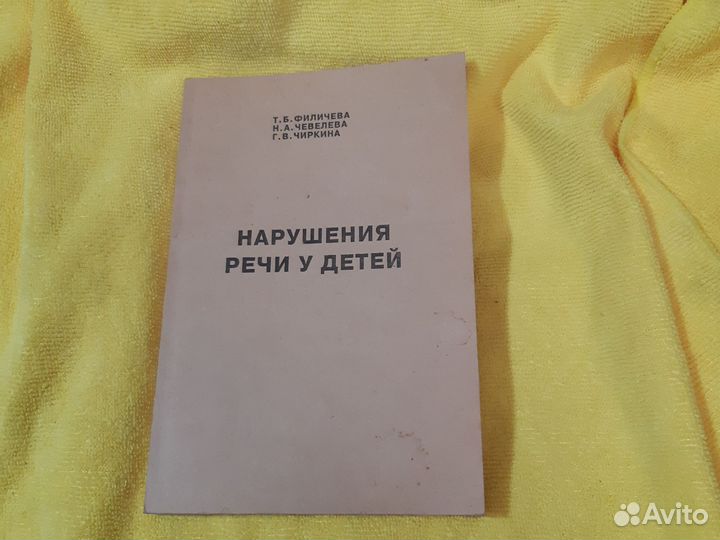 Т.Б.ФИЛИЧЕВА
Н.А.ЧЕВЕЛЕВА
Г.В.ЧИРКИНА
НАРУШЕНИЯ
РЕЧИ У ДЕТЕЙ
Avito